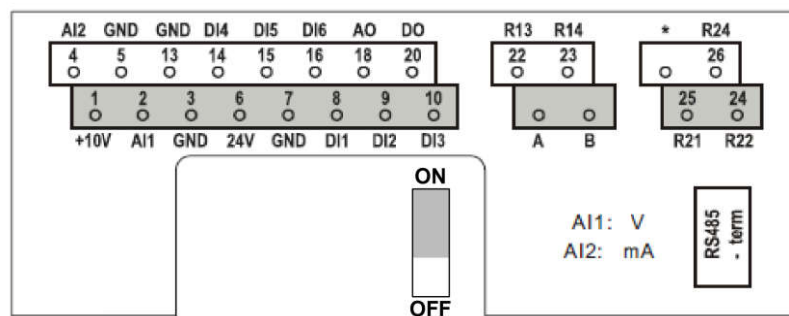 AI2 GND GND DI4 DI5 DI6 AO DO R13 R14 * R24
4 5 13 14 15 16 18 20 22 23 26
1 2 3 6 7 8 9 10 25 24
+10V AI1 GND 24V GND DI1 DI2 DI3 A B R21 R22
ON
OFF
AI1: V
AI2: mA
RS485
- term